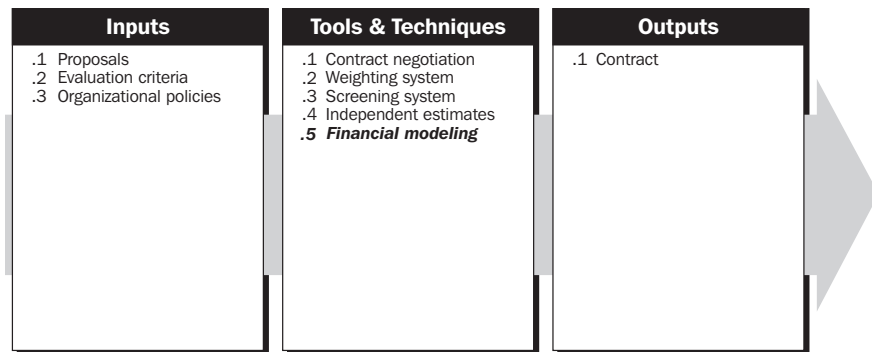 Inputs
.1 Proposals
.2 Evaluation criteria
.3 Organizational policies
Tools & Techniques
.1 Contract negotiation
.2 Weighting system
.3 Screening system
.4 Independent estimates
.5 Financial modeling
Outputs
.1 Contract